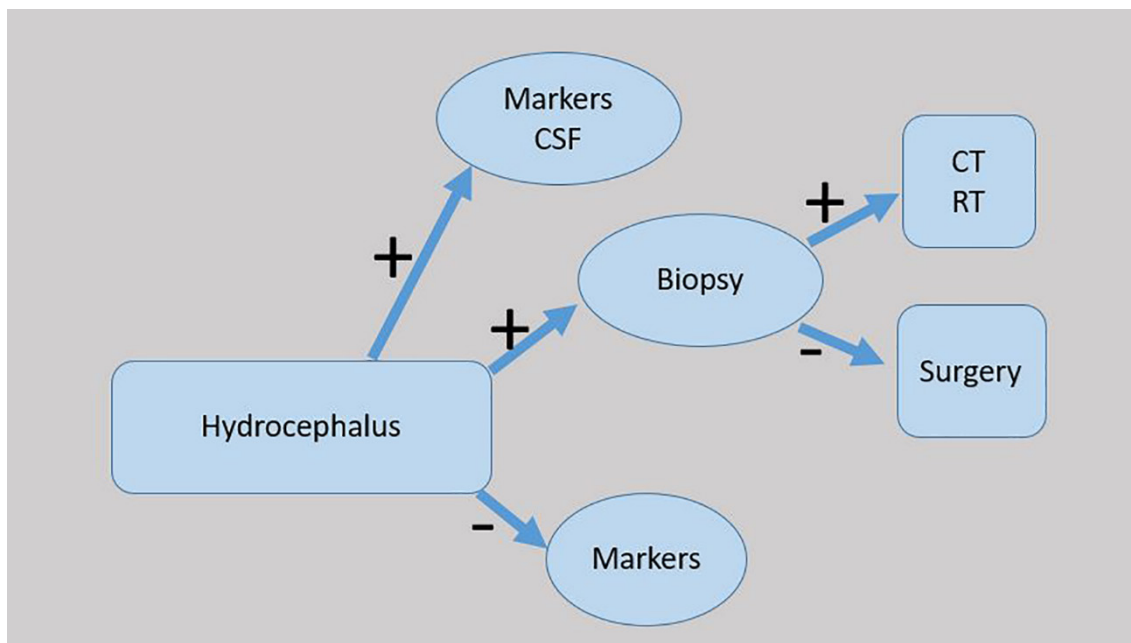 Markers
CSF
+
+
Biopsy
+
CT
RT
-
Surgery
Hydrocephalus
-
Markers